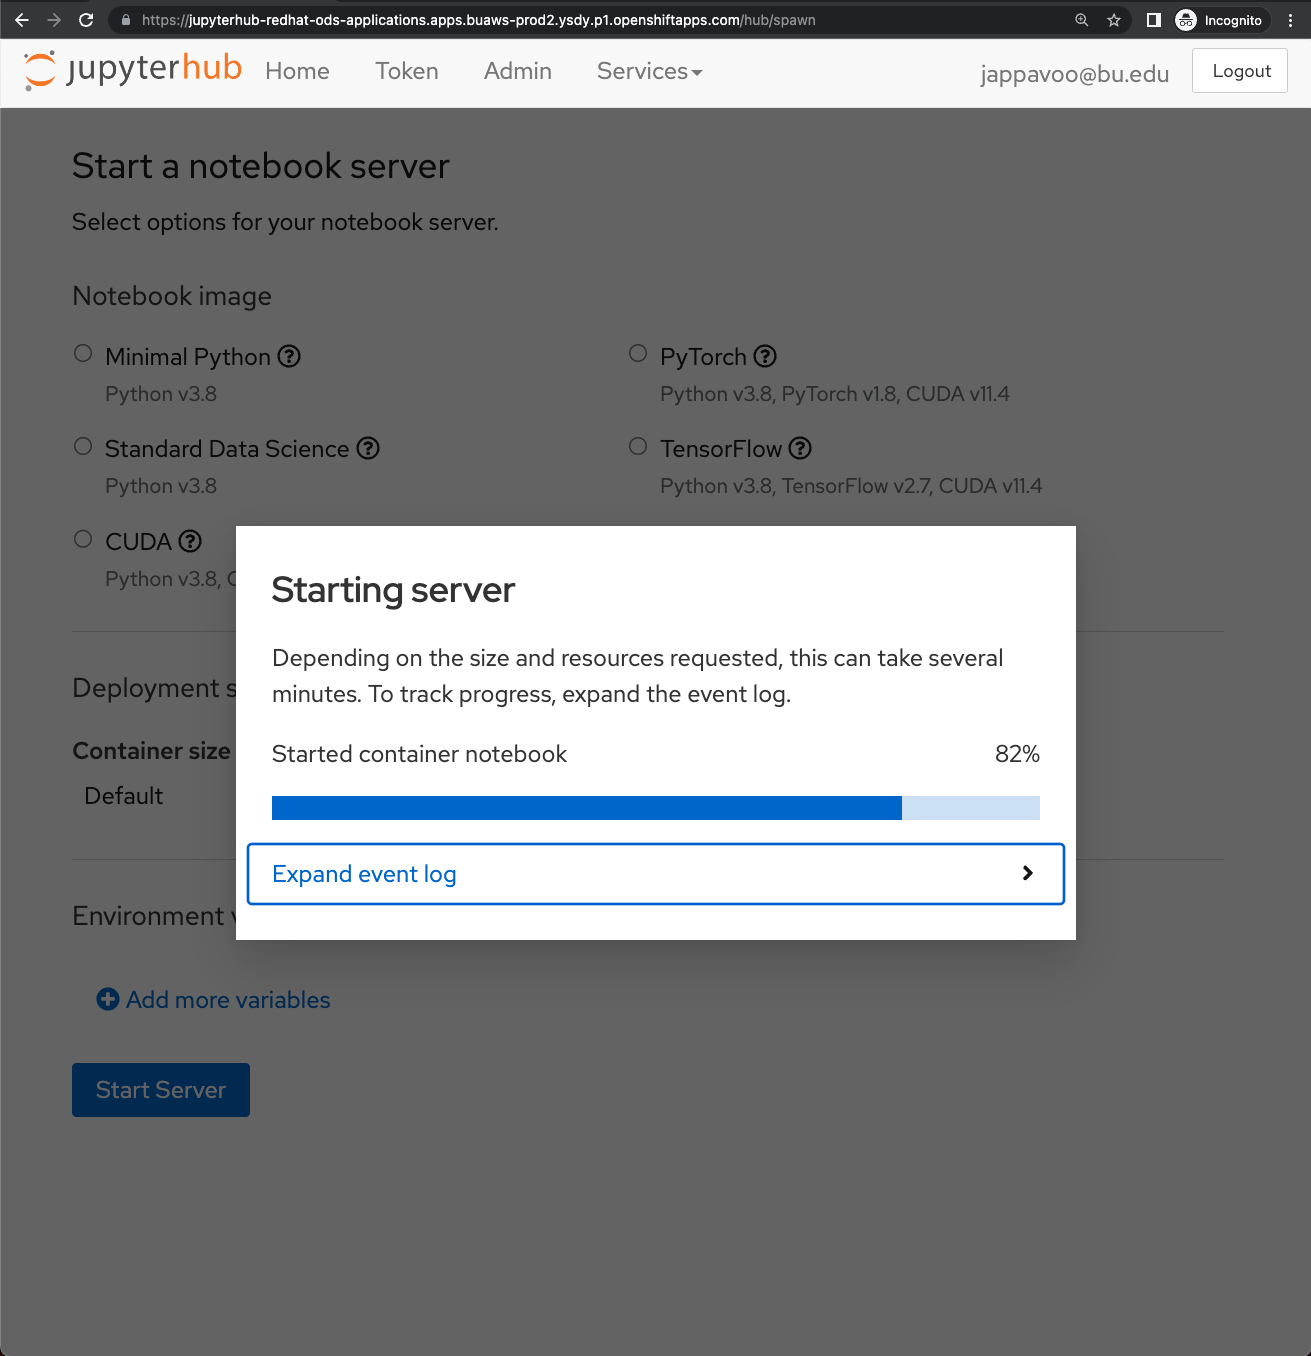 https://jupyterhub-redhat-ods-applications.apps.buaws-prod2.ysdy.p1.openshiftapps.com/hub/spawn Incognito
jupyterhub Home Token Admin Services jappavoo@bu.edu Logout
Start a notebook server
Select options for your notebook server.
Notebook image
Minimal Python
Python v3.8
PyTorch
Python v3.8, PyTorch v1.8, CUDA v11.4
Standard Data Science
Python v3.8
TensorFlow
Python v3.8, TensorFlow v2.7, CUDA v11.4
CUDA
Python v3.8, C
Deployment s
Container size
Default
Environment v
Add more variables
Start Server
Starting server
Depending on the size and resources requested, this can take several
minutes. To track progress, expand the event log.
Started container notebook 82%
Expand event log